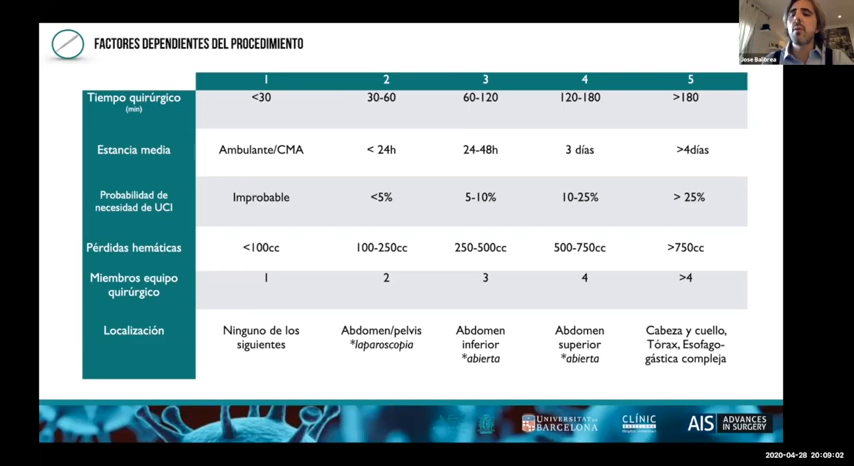 FACTORES DEPENDIENTES DEL PROCEDIMIENTO
Jose Balibrea
1 2 3 4 5
Tiempo quirúrgico (min) <30 30-60 60-120 120-180 >180
Estancia media Ambulante/CMA < 24h 24-48h 3 días >4días
Probabilidad de necesidad de UCI Improbable <5% 5-10% 10-25% > 25%
Pérdidas hemáticas <100cc 100-250cc 250-500cc 500-750cc >750cc
Miembros equipo quirúrgico 1 2 3 4 >4
Localización Ninguno de los siguientes Abdomen/pelvis *laparoscopia Abdomen inferior *abierta Abdomen superior *abierta Cabeza y cuello, Tórax, Esofago-gástica compleja
UNIVERSITAT DE BARCELONA
CLÍNIC BARCELONA
AIS ADVANCES IN SURGERY
2020-04-28 20:09:02